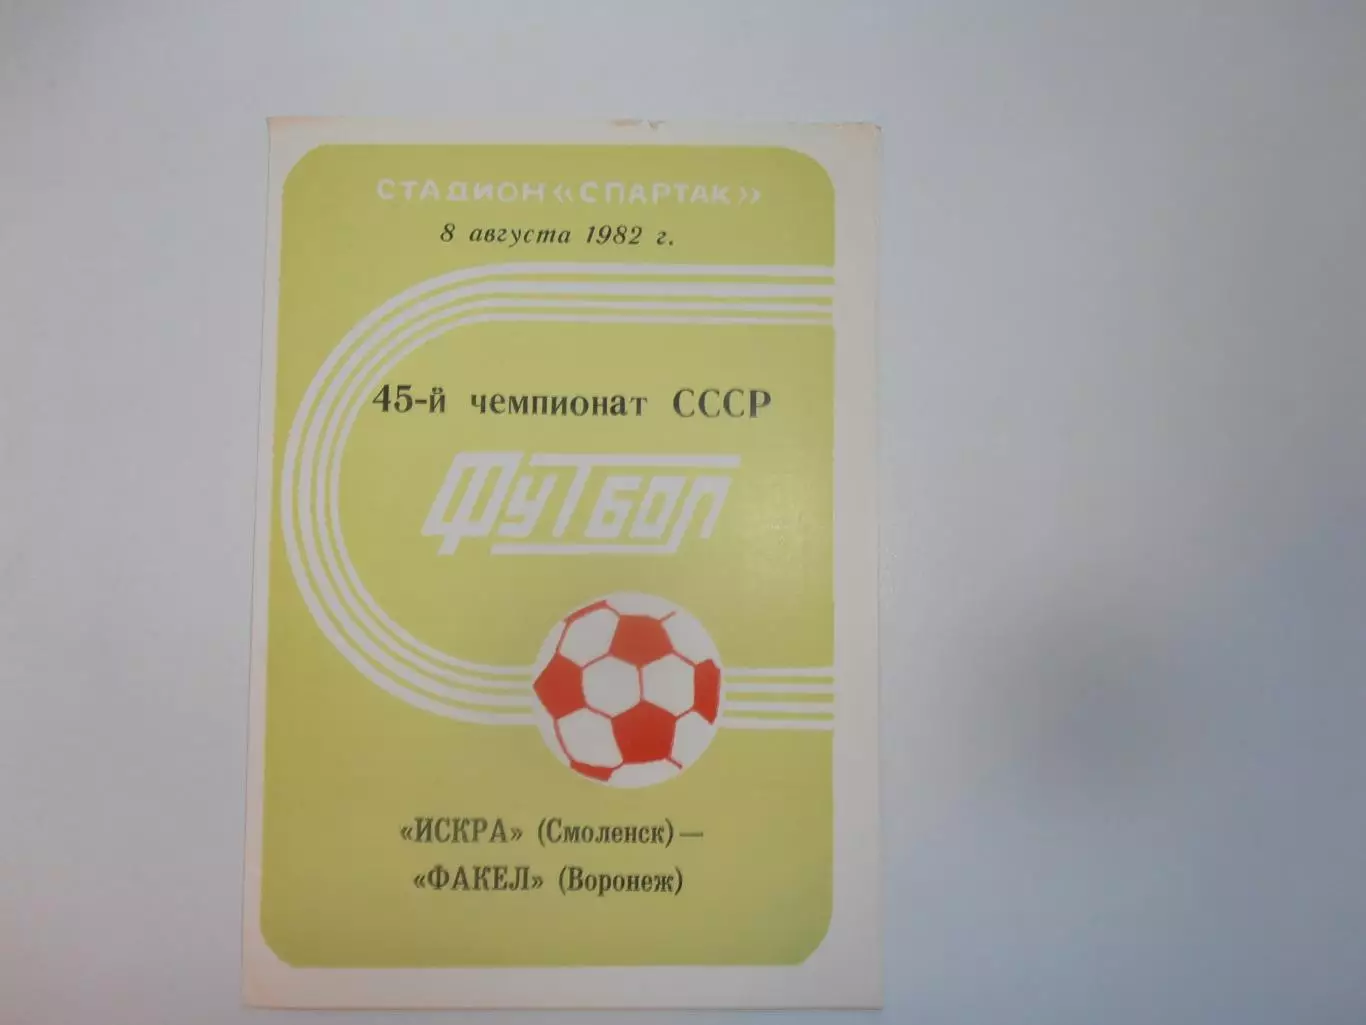 СТАДИОН «СПАРТАК»
8 августа 1982 г.
45-й чемпионат СССР
ФУТБОЛ
«ИСКРА» (Смоленск) —
«ФАКЕЛ» (Воронеж)